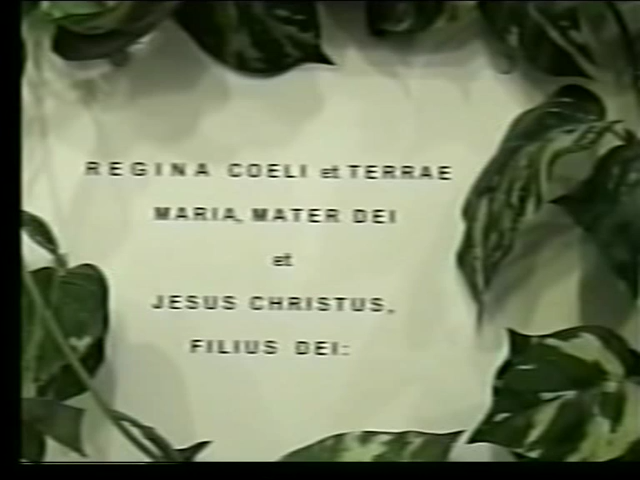 REGINA COELI et TERRAE
MARIA, MATER DEI
et
JESUS CHRISTUS,
FILIUS DEI: